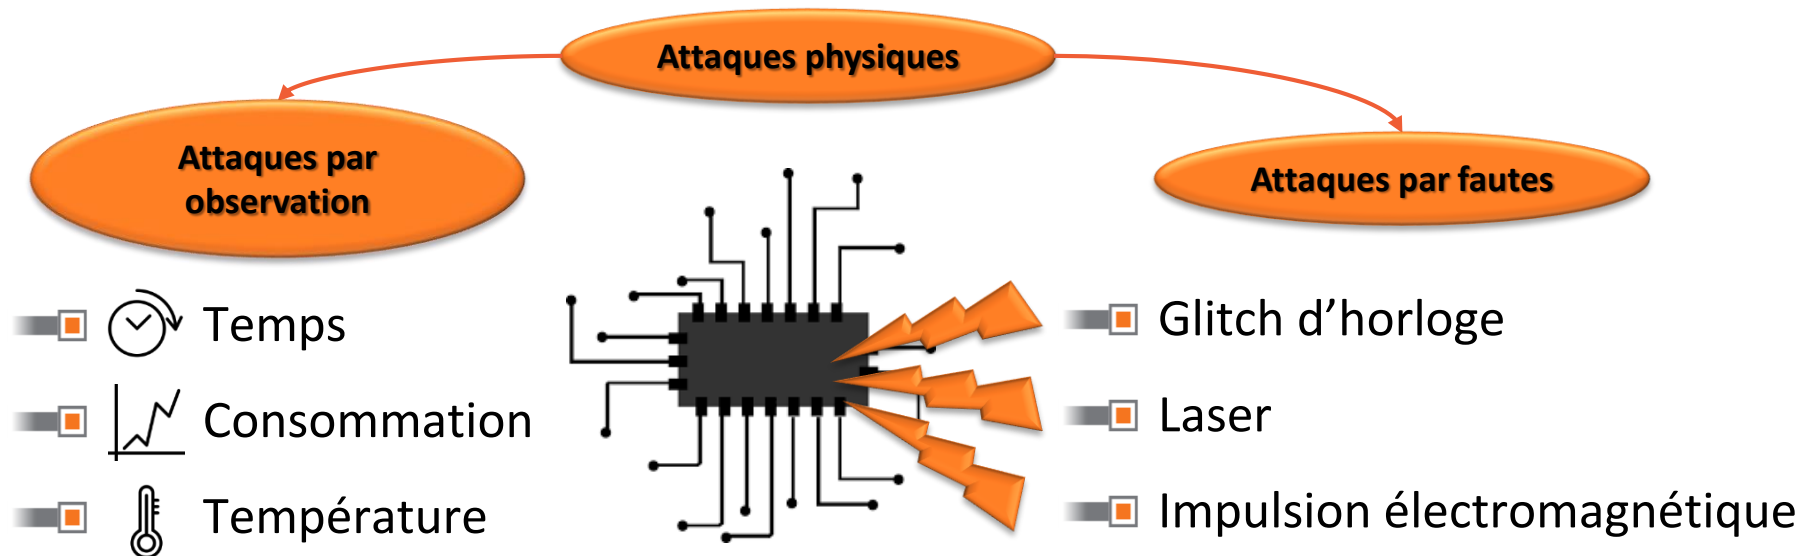 Attaques physiques
Attaques par
observation
Attaques par fautes
Temps
Consommation
Température
Glitch d’horloge
Laser
Impulsion électromagnétique